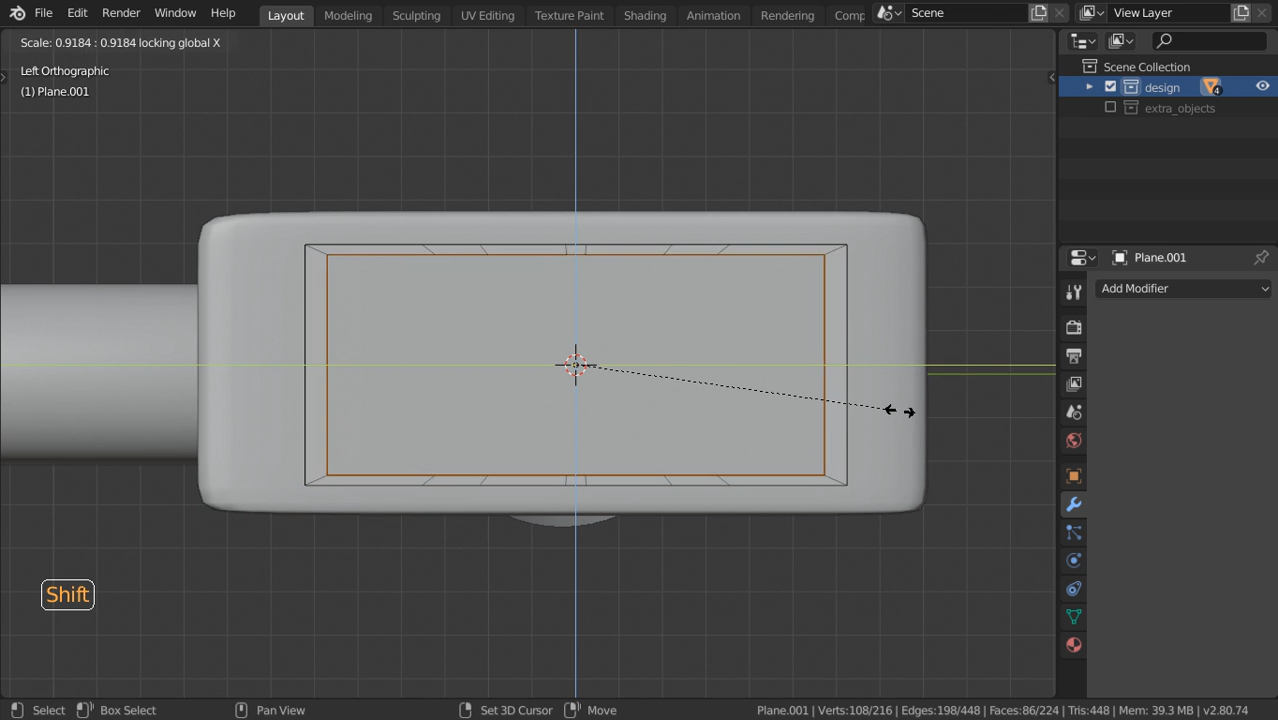 File Edit Render Window Help Layout Modeling Sculpting UV Editing Texture Paint Shading Animation Rendering Comp Scene View Layer
Scale: 0.9184 : 0.9184 locking global X
Left Orthographic
(1) Plane.001
Scene Collection
design 4
extra_objects
Plane.001
Add Modifier
Shift
Select Box Select Pan View Set 3D Cursor Move Plane.001 | Verts:108/216 | Edges:198/448 | Faces:86/224 | Tris:448 | Mem: 39.3 MB | v2.80.74